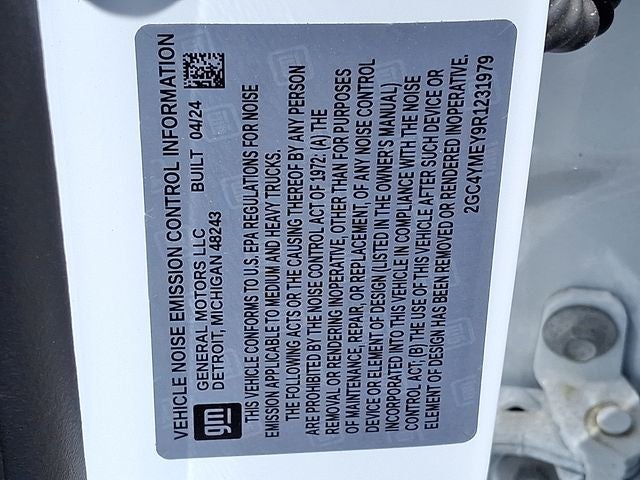 VEHICLE NOISE EMISSION CONTROL INFORMATION
gm
GENERAL MOTORS LLC
DETROIT, MICHIGAN 48243 BUILT 04/24
THIS VEHICLE CONFORMS TO U.S. EPA REGULATIONS FOR NOISE
EMISSION APPLICABLE TO MEDIUM AND HEAVY TRUCKS.
THE FOLLOWING ACTS OR THE CAUSING THEREOF BY ANY PERSON
ARE PROHIBITED BY THE NOISE CONTROL ACT OF 1972: (A) THE
REMOVAL OR RENDERING INOPERATIVE, OTHER THAN FOR PURPOSES
OF MAINTENANCE, REPAIR, OR REPLACEMENT, OF ANY NOISE CONTROL
DEVICE OR ELEMENT OF DESIGN (LISTED IN THE OWNER'S MANUAL)
INCORPORATED INTO THIS VEHICLE IN COMPLIANCE WITH THE NOISE
CONTROL ACT; (B) THE USE OF THIS VEHICLE AFTER SUCH DEVICE OR
ELEMENT OF DESIGN HAS BEEN REMOVED OR RENDERED INOPERATIVE.
2GC4YMEY9R1231979